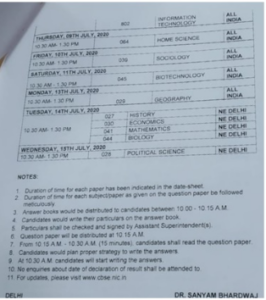 802 INFORMATION TECHNOLOGY ALL INDIA
THURSDAY, 09TH JULY, 2020
10.30 AM- 1.30 PM 064 HOME SCIENCE ALL INDIA
FRIDAY, 10TH JULY, 2020
10.30 AM- 1.30 PM 039 SOCIOLOGY ALL INDIA
SATURDAY, 11TH JULY, 2020
10.30 AM- 1.30 PM 045 BIOTECHNOLOGY ALL INDIA
MONDAY, 13TH JULY, 2020
10.30 AM- 1.30 PM 029 GEOGRAPHY ALL INDIA
TUESDAY, 14TH JULY, 2020
027 HISTORY NE DELHI
030 ECONOMICS NE DELHI
10.30 AM- 1.30 PM 041 MATHEMATICS NE DELHI
044 BIOLOGY NE DELHI
WEDNESDAY, 15TH JULY, 2020
10.30 AM- 1.30 PM 028 POLITICAL SCIENCE NE DELHI
NOTES:
1. Duration of time for each paper has been indicated in the date-sheet.
2. Duration of time for each subject/paper as given on the question paper be followed
meticulously.
3. Answer books would be distributed to candidates between 10.00 - 10.15 A.M.
4. Candidates would write their particulars on the answer book.
5. Particulars shall be checked and signed by Assistant Superintendent(s).
6. Question paper will be distributed at 10.15 A.M.
7. From 10.15 A.M. - 10.30 A.M. (15 minutes), candidates shall read the question paper.
8. Candidates would plan proper strategy to write the answers.
9. At 10.30 A.M. candidates will start writing the answers.
10. No enquiries about date of declaration of result shall be attended to.
11. For updates, please visit www.cbse.nic.in.
DELHI DR. SANYAM BHARDWAJ